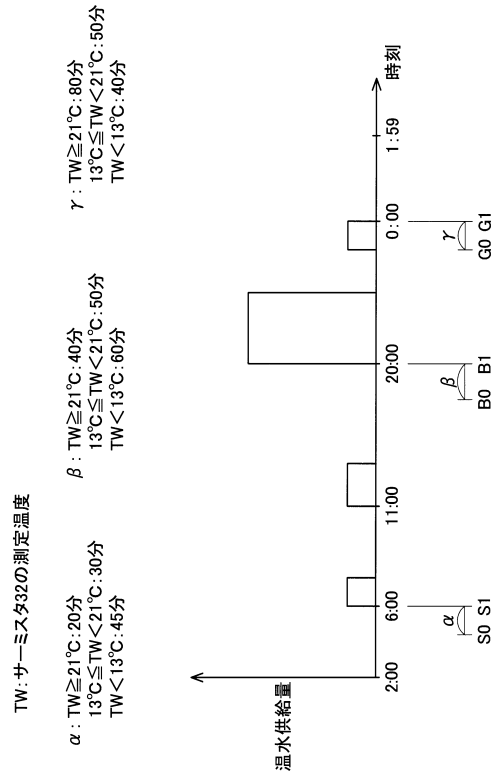 TW:サーミスタ32の測定温度
α:TW≧21℃:20分
13℃≦TW<21℃:30分
TW<13℃:45分
β:TW≧21℃:40分
13℃≦TW<21℃:50分
TW<13℃:60分
γ:TW≧21℃:80分
13℃≦TW<21℃:50分
TW<13℃:40分
温水供給量
2:00
6:00
11:00
20:00
0:00
1:59
時刻
α
β
γ
S0 S1
B0 B1
G0 G1